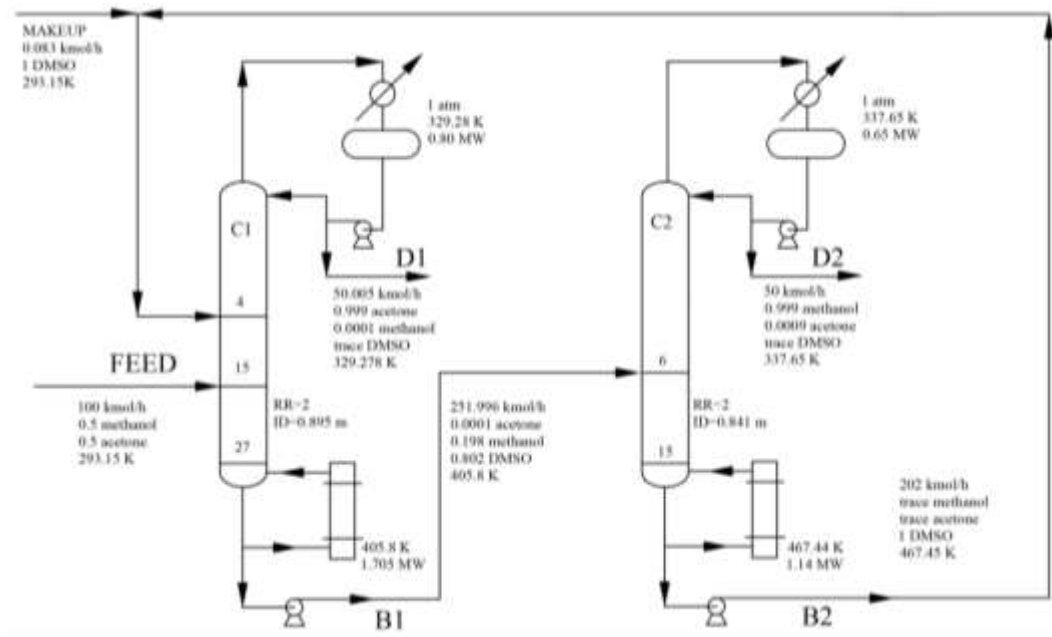 MAKEUP
0.083 kmol/h
1 DMSO
293.15K
1 atm
329.28 K
0.80 MW
C1
4
15
27
D1
50.005 kmol/h
0.999 acetone
0.0001 methanol
trace DMSO
329.278 K
FEED
100 kmol/h
0.5 methanol
0.5 acetone
293.15 K
RR=2
ID=0.895 m
405.8 K
1.705 MW
B1
251.996 kmol/h
0.0001 acetone
0.198 methanol
0.802 DMSO
405.8 K
1 atm
337.65 K
0.65 MW
C2
6
15
D2
50 kmol/h
0.999 methanol
0.0009 acetone
trace DMSO
337.65 K
RR=2
ID=0.841 m
467.44 K
1.14 MW
202 kmol/h
trace methanol
trace acetone
1 DMSO
467.45 K
B2